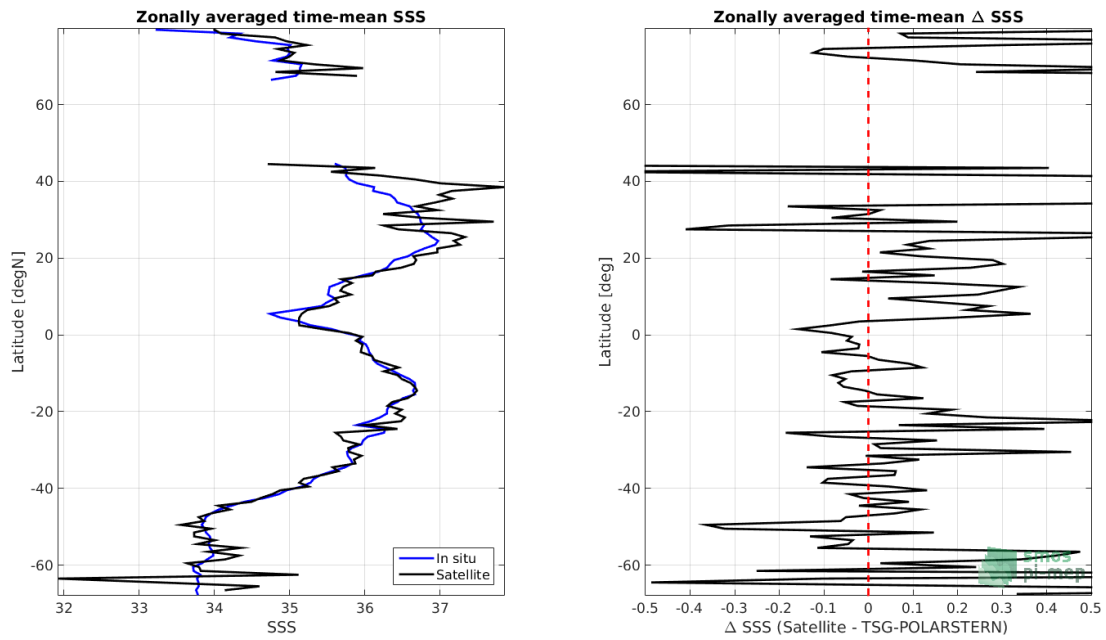 Zonally averaged time-mean SSS
Latitude [degN]
60
40
20
0
-20
-40
-60
32 33 34 35 36 37
SSS
In situ
Satellite
Zonally averaged time-mean Δ SSS
Latitude [deg]
60
40
20
0
-20
-40
-60
-0.5 -0.4 -0.3 -0.2 -0.1 0 0.1 0.2 0.3 0.4 0.5
Δ SSS (Satellite - TSG-POLARSTERN)
smos
pi-mep